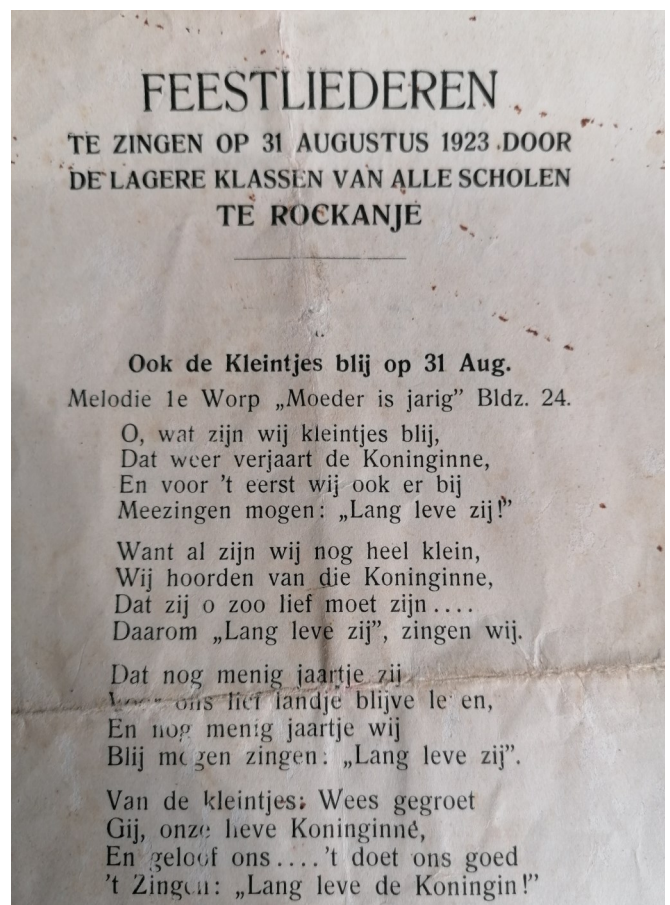 FEESTLIEDEREN
TE ZINGEN OP 31 AUGUSTUS 1923 DOOR
DE LAGERE KLASSEN VAN ALLE SCHOLEN
TE ROCKANJE
Ook de Kleintjes blij op 31 Aug.
Melodie 1e Worp „Moeder is jarig” Bldz. 24.
O, wat zijn wij kleintjes blij,
Dat weer verjaart de Koninginne,
En voor 't eerst wij ook er bij
Meezingen mogen: „Lang leve zij!”
Want al zijn wij nog heel klein,
Wij hoorden van die Koninginne,
Dat zij o zoo lief moet zijn....
Daarom „Lang leve zij”, zingen wij.
Dat nog menig jaartje zij
Voor ons lief landje blijve leven,
En nog menig jaartje wij
Blij mogen zingen: „Lang leve zij”.
Van de kleintjes: Wees gegroet
Gij, onze lieve Koninginne,
En geloof ons....'t doet ons goed
't Zingen: „Lang leve de Koningin!”